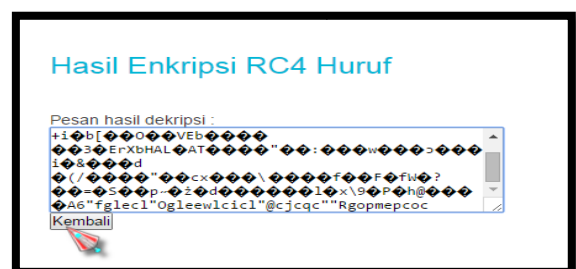 Hasil Enkripsi RC4 Huruf
Pesan hasil dekripsi :
+i�b[��O��VEb����
��3�ErXbHAL�AT����"��:���w���ɔ���
i�&���d
�(/����"��cx���\����f��F�fW�?
��=�S��p~�ż�d������l�x\9�P�h@���
�A6"fglecl"Ogleewlcicl"@cjcqc""Rgopmepcoc
Kembali